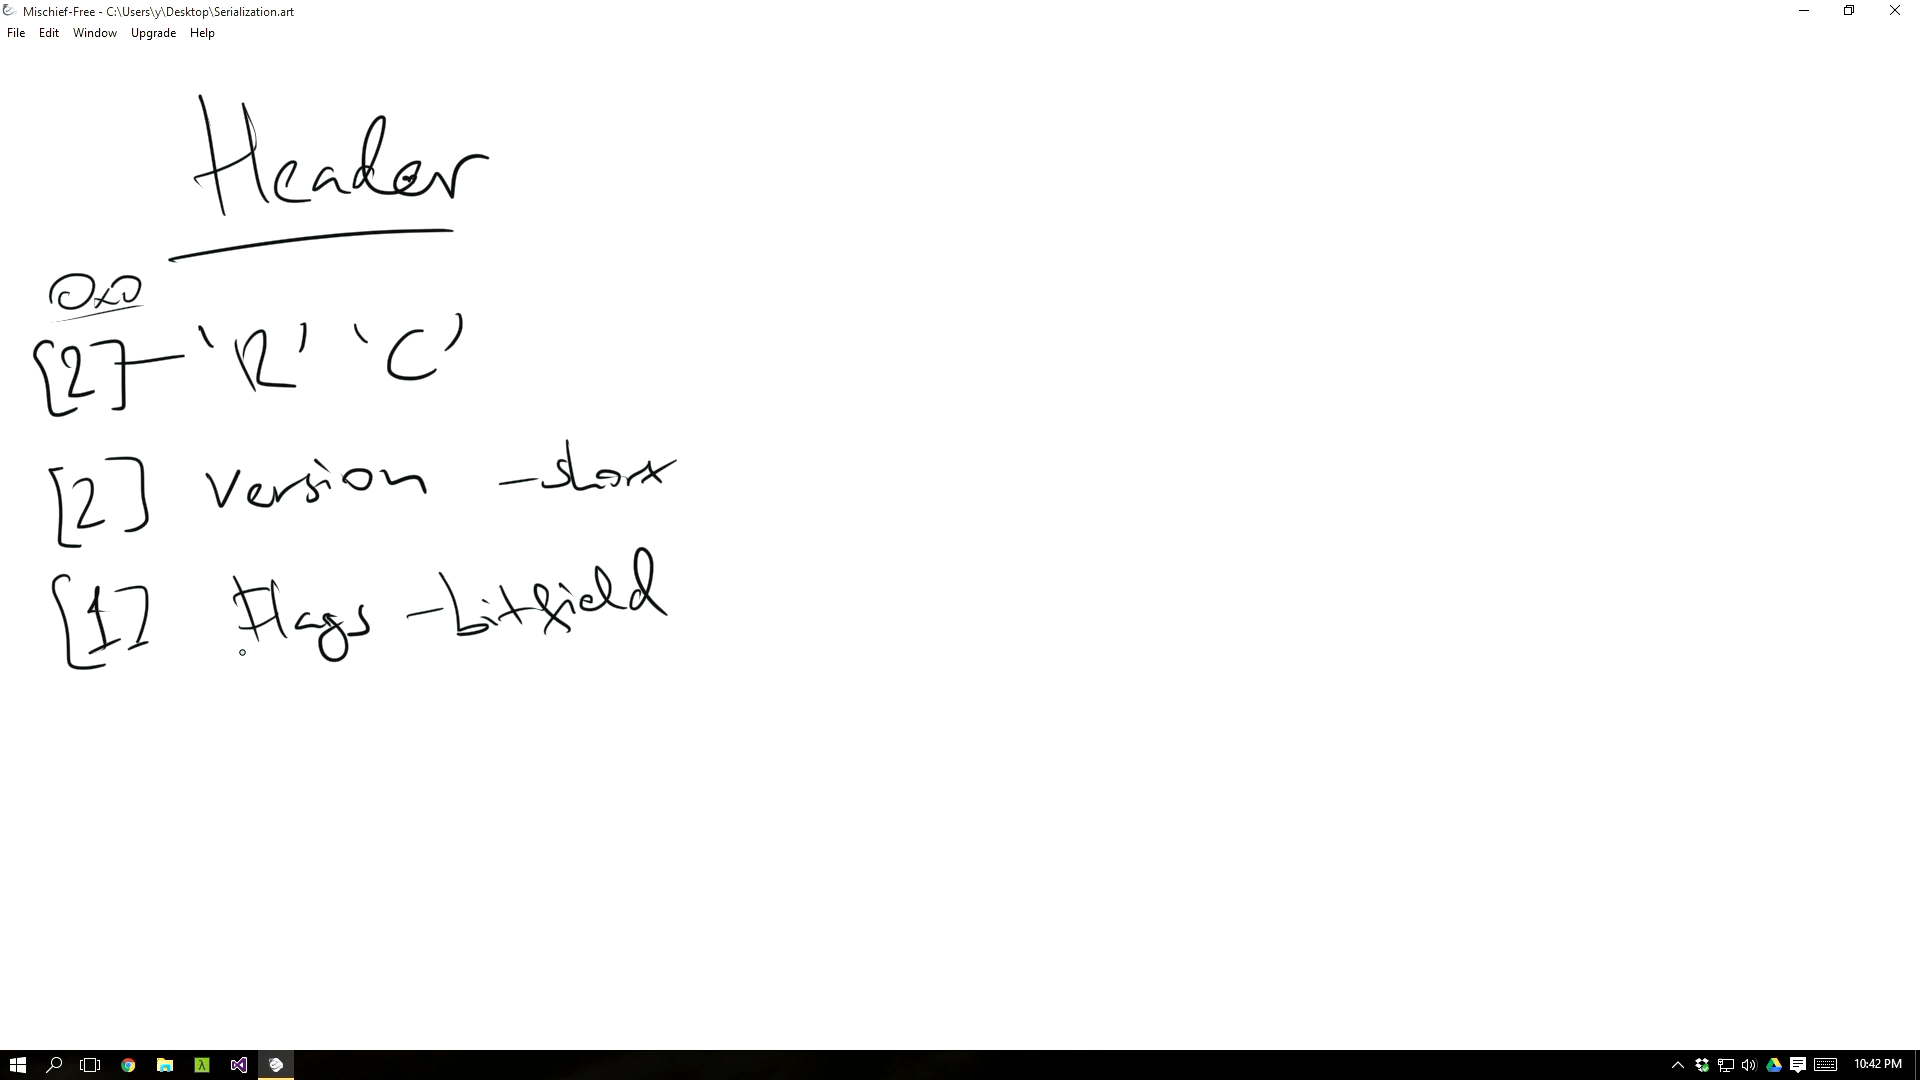 Mischief-Free - C:\Users\y\Desktop\Serialization.art
File Edit Window Upgrade Help
Header
0x0
[2] — 'R' 'C'
[2] version - short
[1] flags - bitfield
10:42 PM